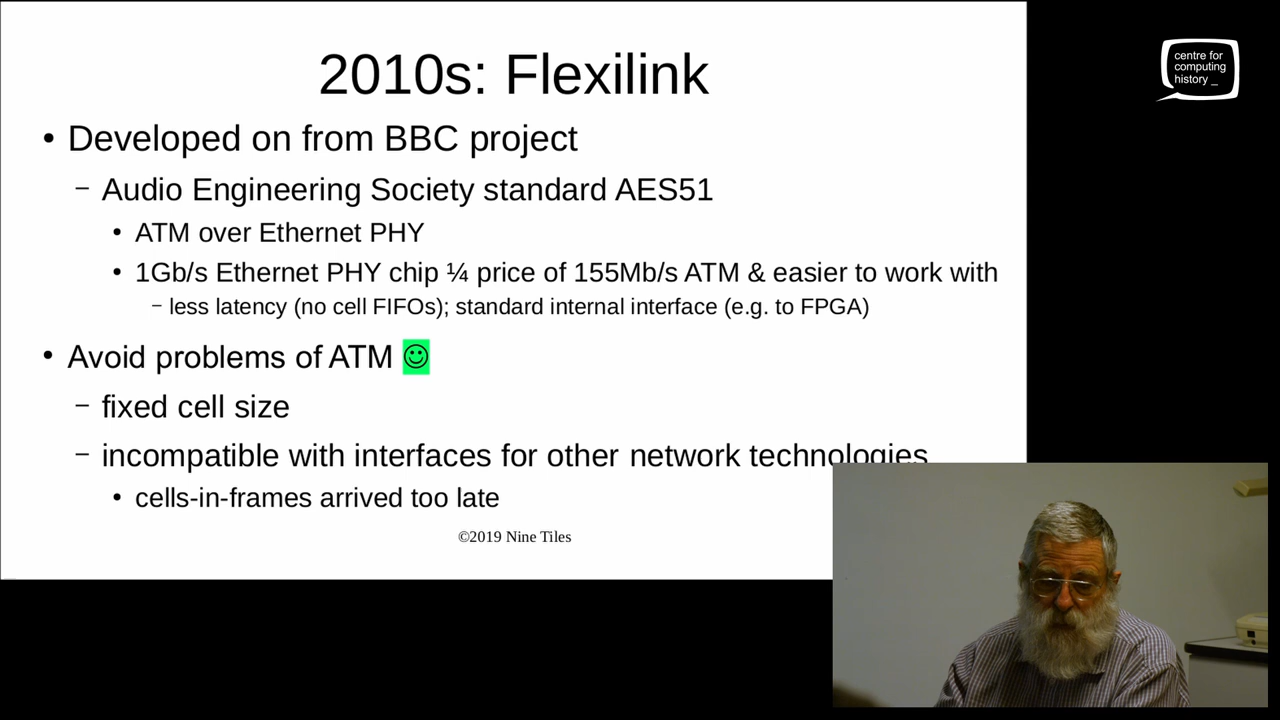 2010s: Flexilink
• Developed on from BBC project
– Audio Engineering Society standard AES51
• ATM over Ethernet PHY
• 1Gb/s Ethernet PHY chip ¼ price of 155Mb/s ATM & easier to work with
– less latency (no cell FIFOs); standard internal interface (e.g. to FPGA)
• Avoid problems of ATM ☺
– fixed cell size
– incompatible with interfaces for other network technologies
• cells-in-frames arrived too late
©2019 Nine Tiles
centre for
computing
history _